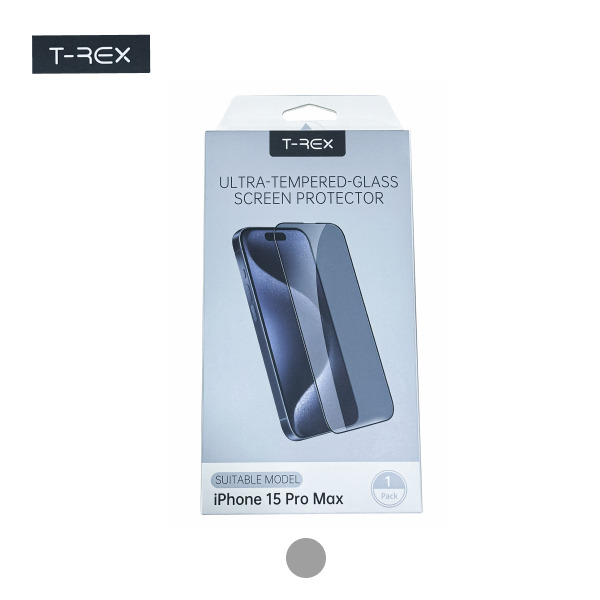 T-REX
T-REX
ULTRA-TEMPERED-GLASS
SCREEN PROTECTOR
SUITABLE MODEL
iPhone 15 Pro Max
1
Pack